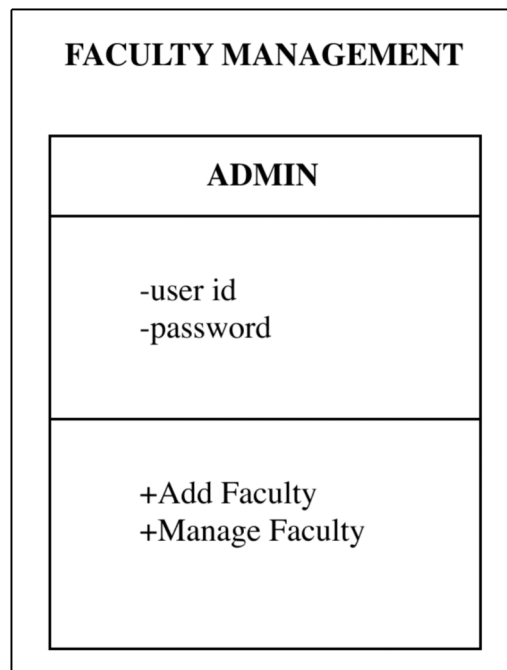 FACULTY MANAGEMENT
ADMIN
-user id
-password
+Add Faculty
+Manage Faculty